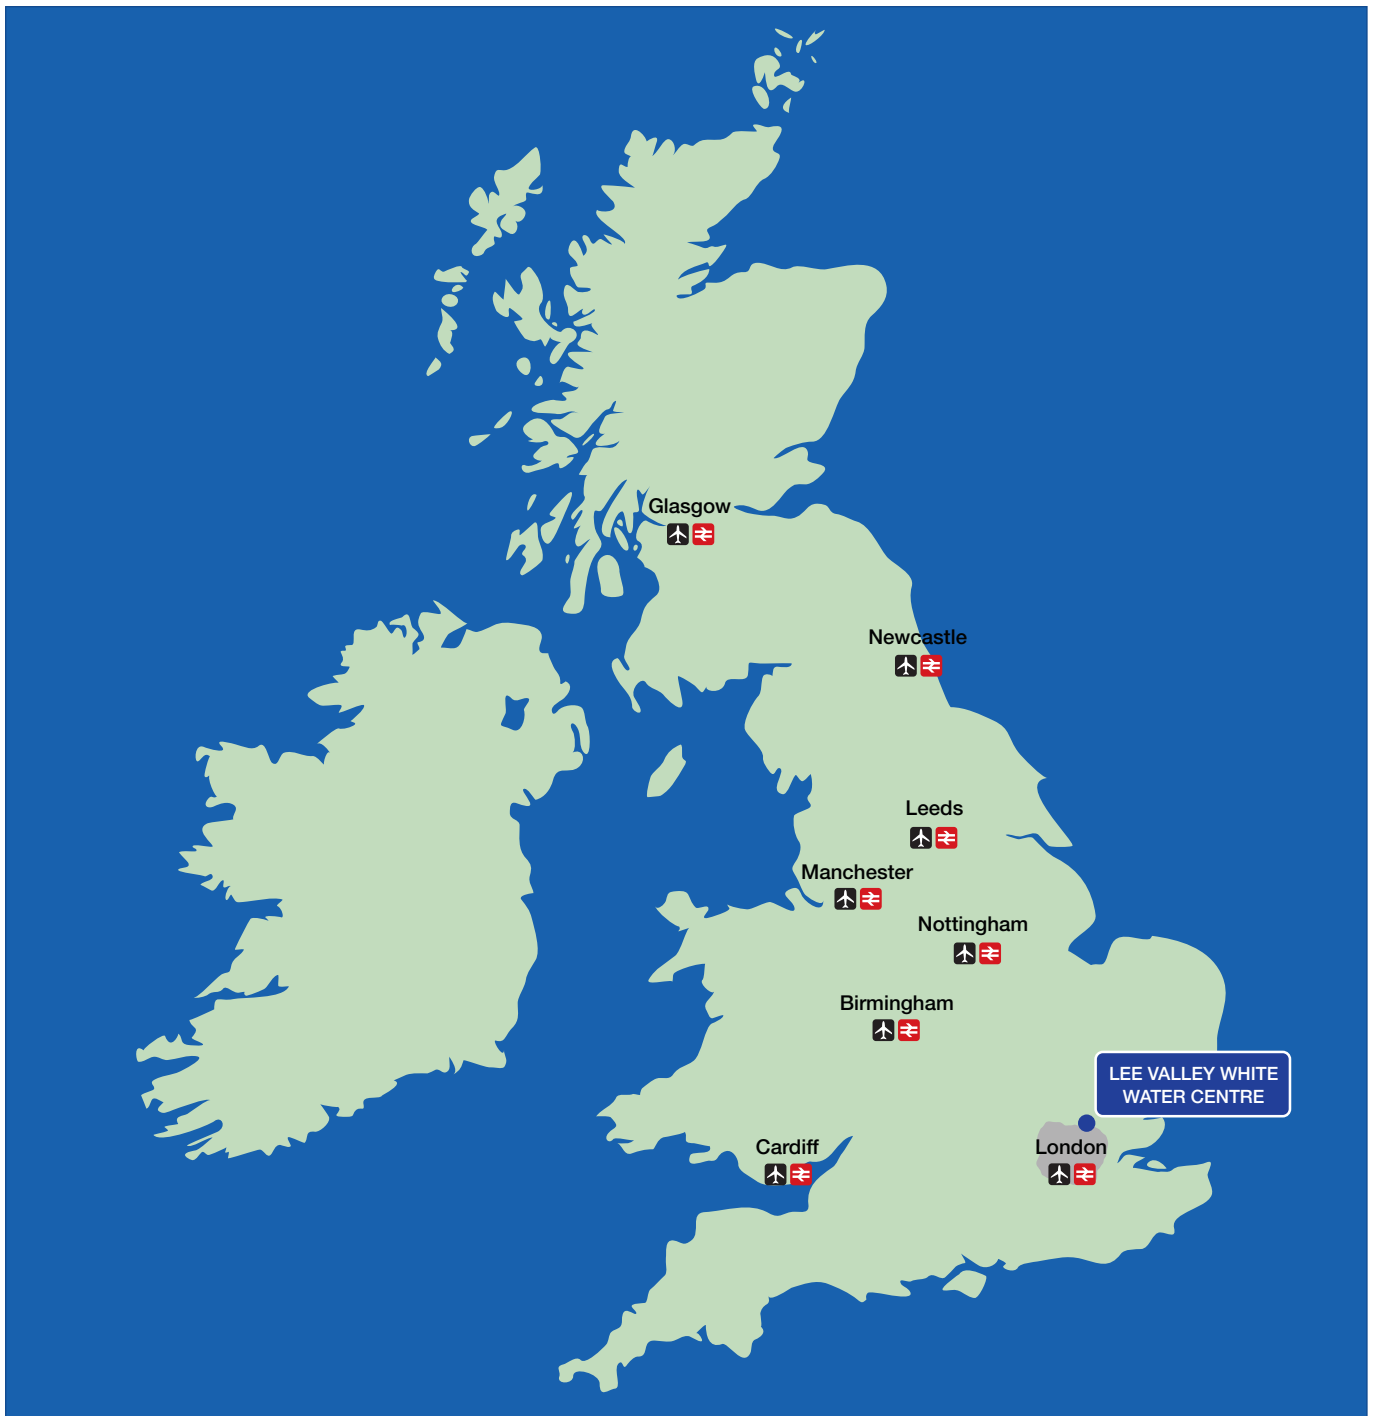 Glasgow
Newcastle
Leeds
Manchester
Nottingham
Birmingham
LEE VALLEY WHITE
WATER CENTRE
Cardiff
London